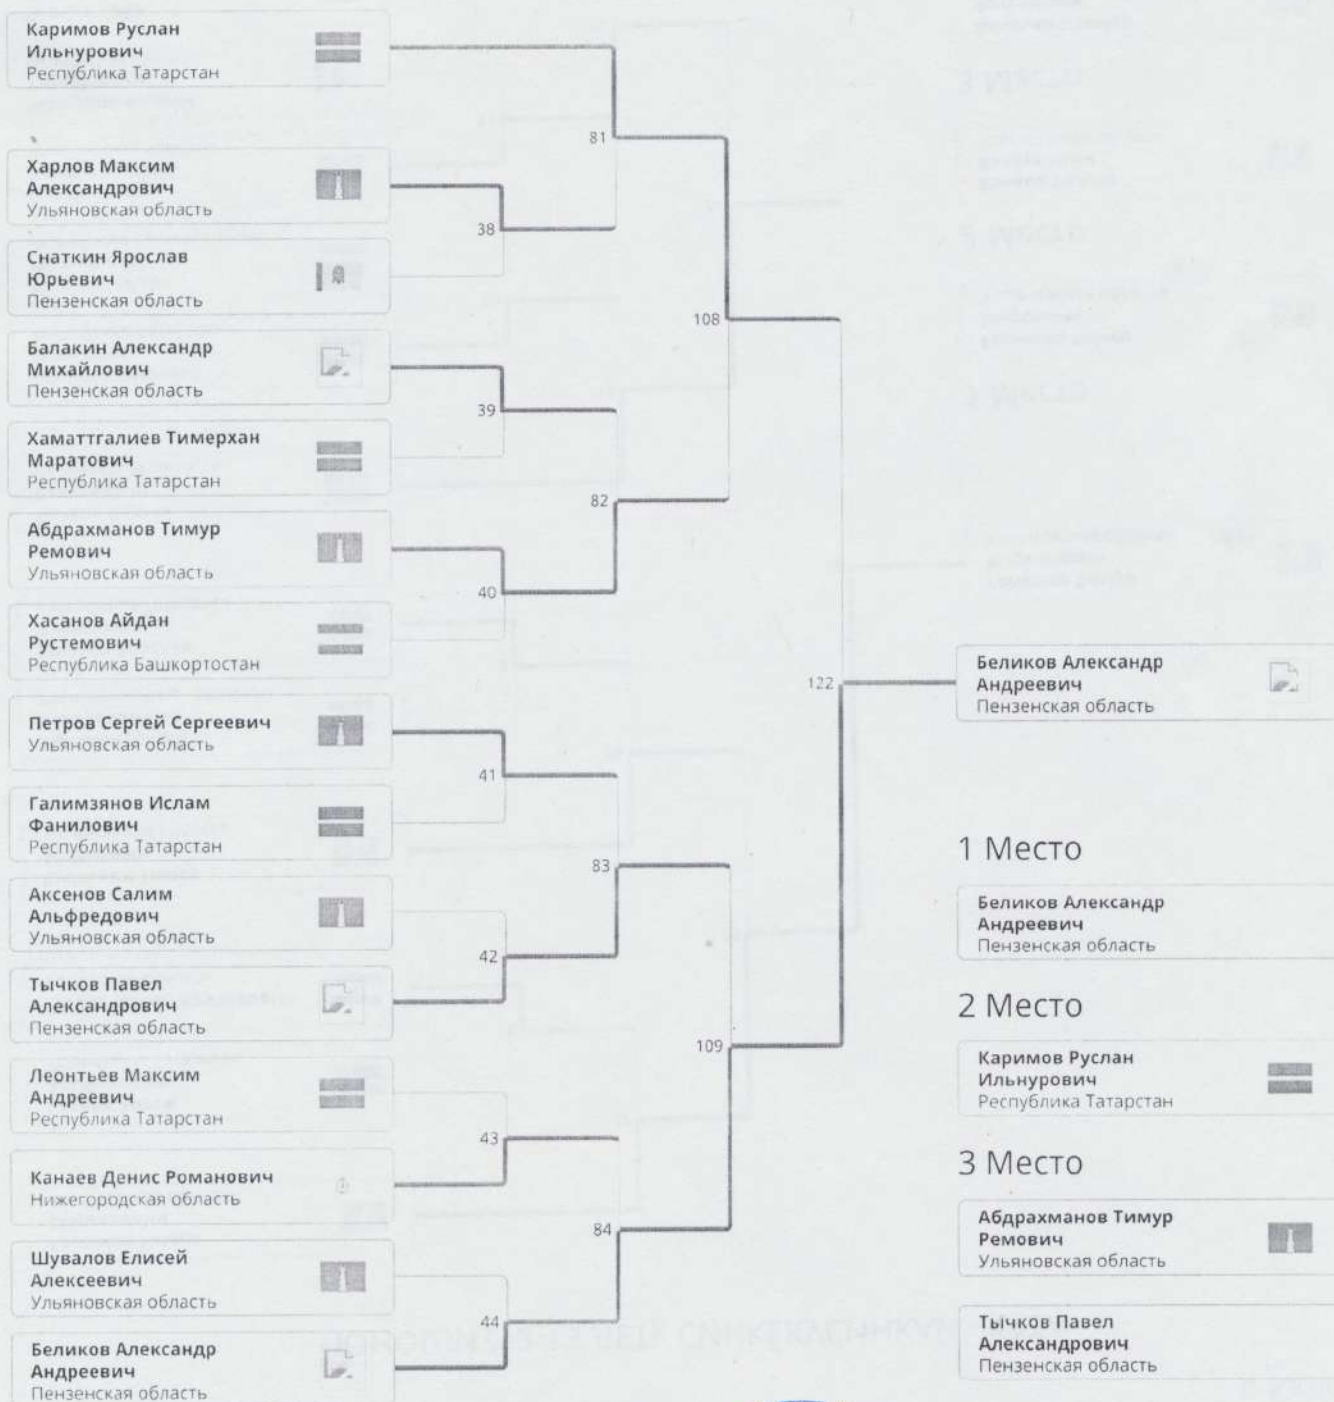 Каримов Руслан
Ильнурович
Республика Татарстан
81
Харлов Максим
Александрович
Ульяновская область
38
Снаткин Ярослав
Юрьевич
Пензенская область
108
Балакин Александр
Михайлович
Пензенская область
39
Хаматтгалиев Тимерхан
Маратович
Республика Татарстан
82
Абдрахманов Тимур
Ремович
Ульяновская область
40
Хасанов Айдан
Рустемович
Республика Башкортостан
122
Беликов Александр
Андреевич
Пензенская область
Петров Сергей Сергеевич
Ульяновская область
41
Галимзянов Ислам
Фанилович
Республика Татарстан
83
Аксенов Салим
Альфредович
Ульяновская область
42
Тычков Павел
Александрович
Пензенская область
109
Леонтьев Максим
Андреевич
Республика Татарстан
43
Канаев Денис Романович
Нижегородская область
84
Шувалов Елисей
Алексеевич
Ульяновская область
44
Беликов Александр
Андреевич
Пензенская область
1 Место
Беликов Александр
Андреевич
Пензенская область
2 Место
Каримов Руслан
Ильнурович
Республика Татарстан
3 Место
Абдрахманов Тимур
Ремович
Ульяновская область
Тычков Павел
Александрович
Пензенская область